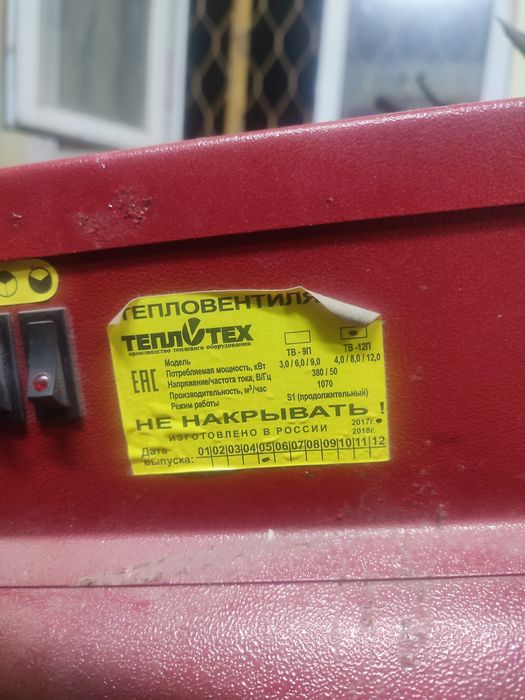 ТЕПЛОВЕНТИЛЯ
ТЕПЛОТЕХ
производство теплового оборудования
ТВ -9П ТВ -12П
Модель
Потребляемая мощность, кВт 3,0 / 6,0 / 9,0 4,0 / 8,0 / 12,0
Напряжение/частота тока, В/Гц 380 / 50
Производительность, м³/час 1070
Режим работы S1 (продолжительный)
ЕАС
НЕ НАКРЫВАТЬ !
ИЗГОТОВЛЕНО В РОССИИ
2017г.
2018г.
Дата выпуска: 01 02 03 04 05 06 07 08 09 10 11 12